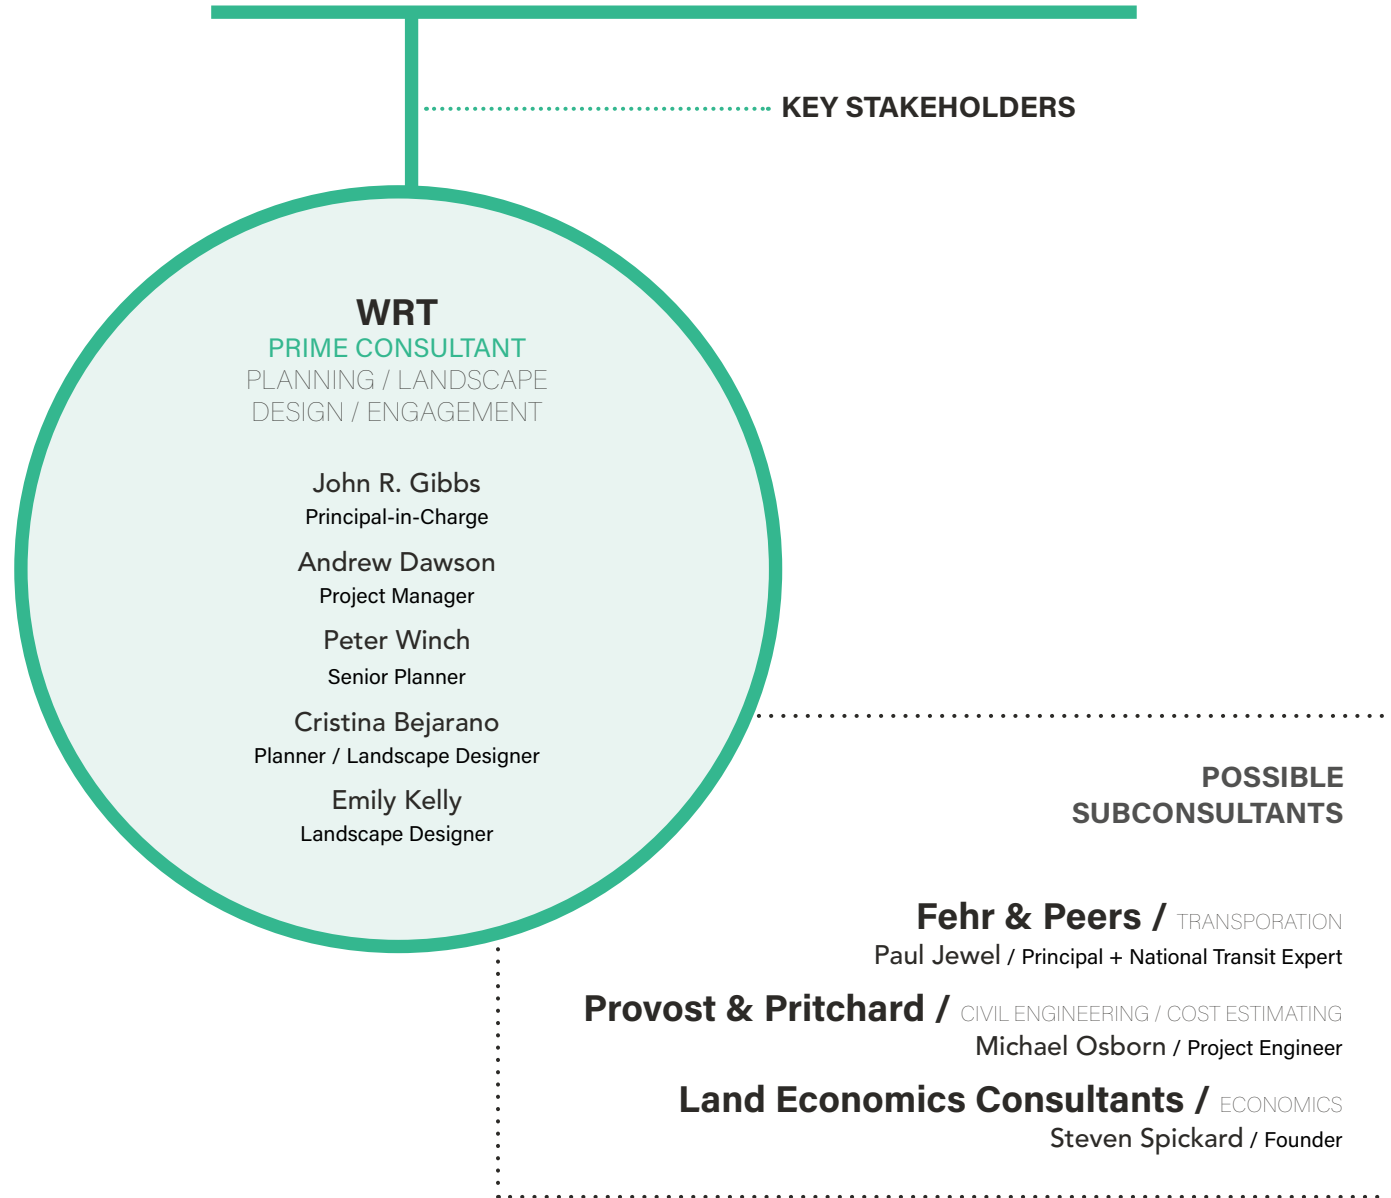 KEY STAKEHOLDERS
WRT
PRIME CONSULTANT
PLANNING / LANDSCAPE
DESIGN / ENGAGEMENT
John R. Gibbs
Principal-in-Charge
Andrew Dawson
Project Manager
Peter Winch
Senior Planner
Cristina Bejarano
Planner / Landscape Designer
Emily Kelly
Landscape Designer
POSSIBLE
SUBCONSULTANTS
Fehr & Peers / TRANSPORATION
Paul Jewel / Principal + National Transit Expert
Provost & Pritchard / CIVIL ENGINEERING / COST ESTIMATING
Michael Osborn / Project Engineer
Land Economics Consultants / ECONOMICS
Steven Spickard / Founder